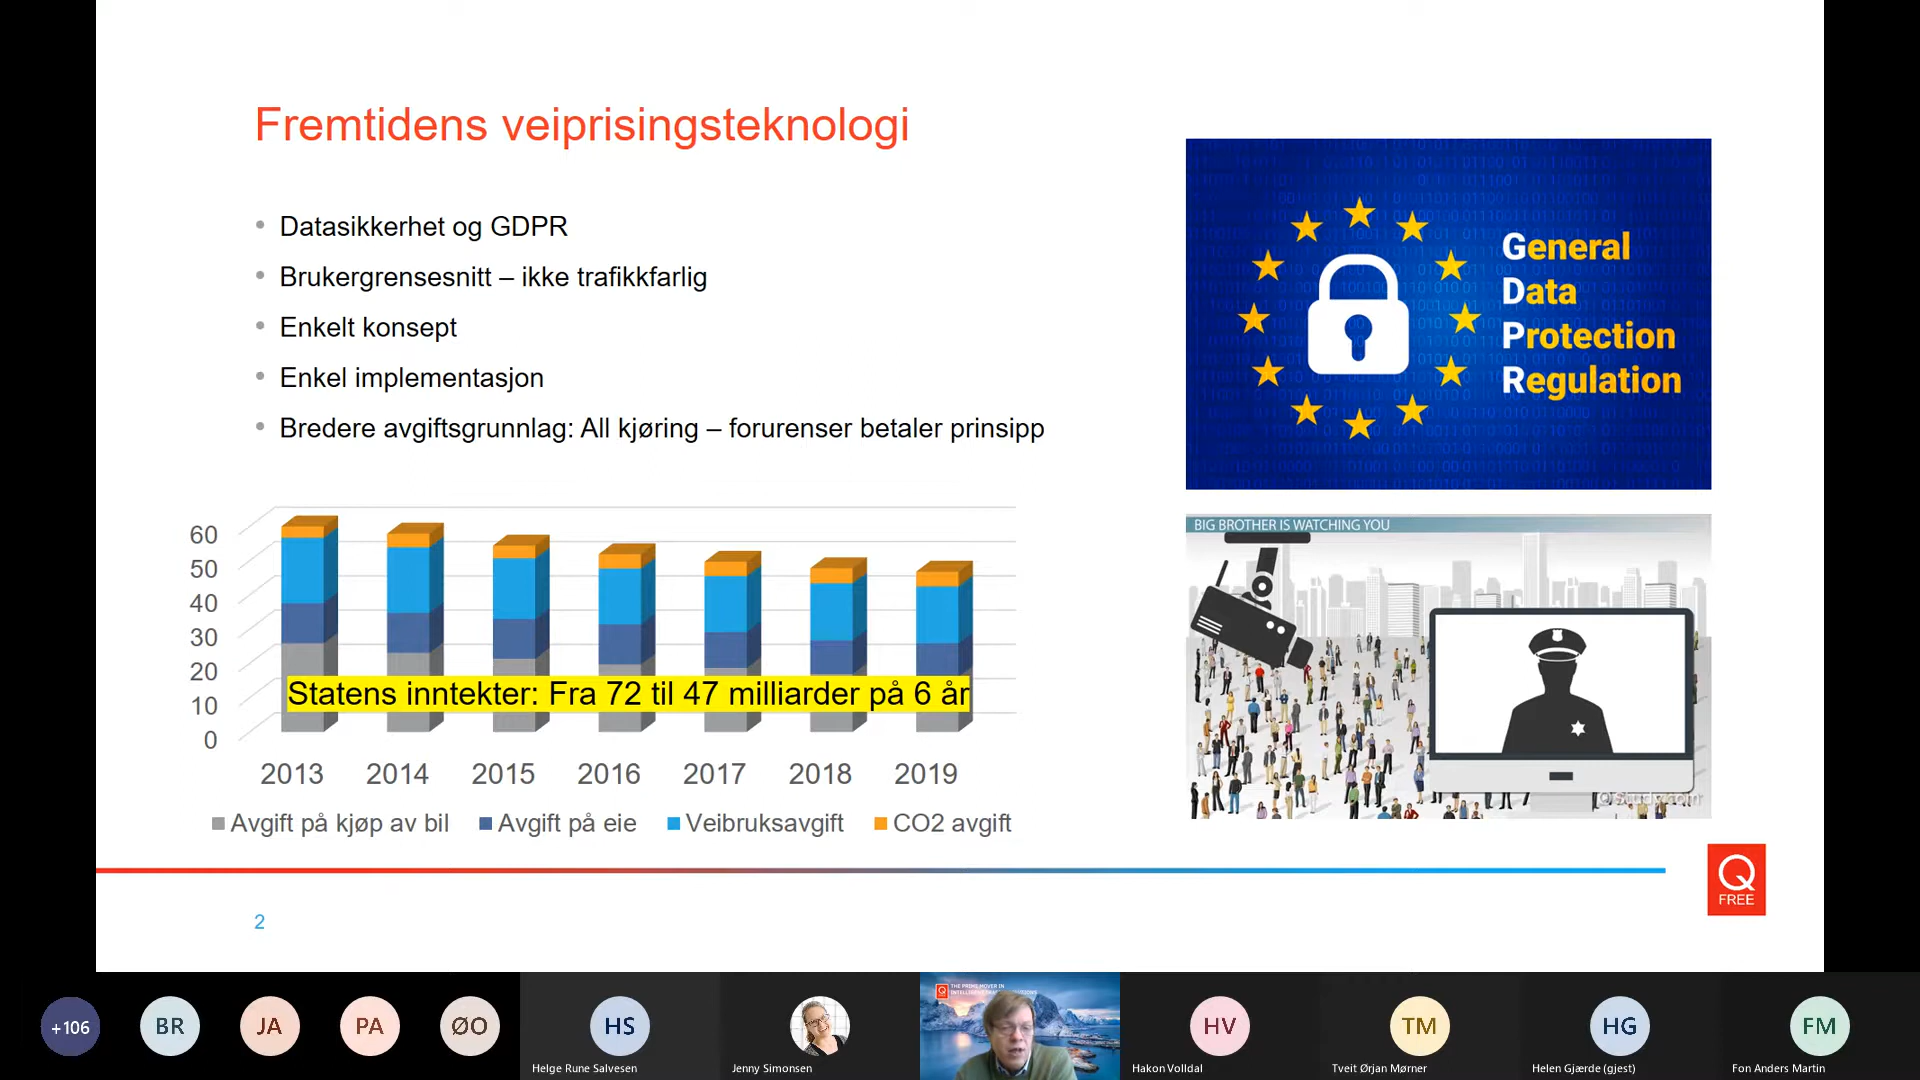 Fremtidens veiprisingsteknologi
Datasikkerhet og GDPR
Brukergrensesnitt – ikke trafikkfarlig
Enkelt konsept
Enkel implementasjon
Bredere avgiftsgrunnlag: All kjøring – forurenser betaler prinsipp
General
Data
Protection
Regulation
BIG BROTHER IS WATCHING YOU
60
50
40
30
20
10
0
Statens inntekter: Fra 72 til 47 milliarder på 6 år
2013 2014 2015 2016 2017 2018 2019
Avgift på kjøp av bil Avgift på eie Veibruksavgift CO2 avgift
Q
FREE
2
+106 BR JA PA ØO HS HV TM HG FM
THE PRIME MOVER IN
Helge Rune Salvesen Jenny Simonsen Hakon Volldal Tveit Ørjan Mørner Helen Gjærde (gjest) Fon Anders Martin